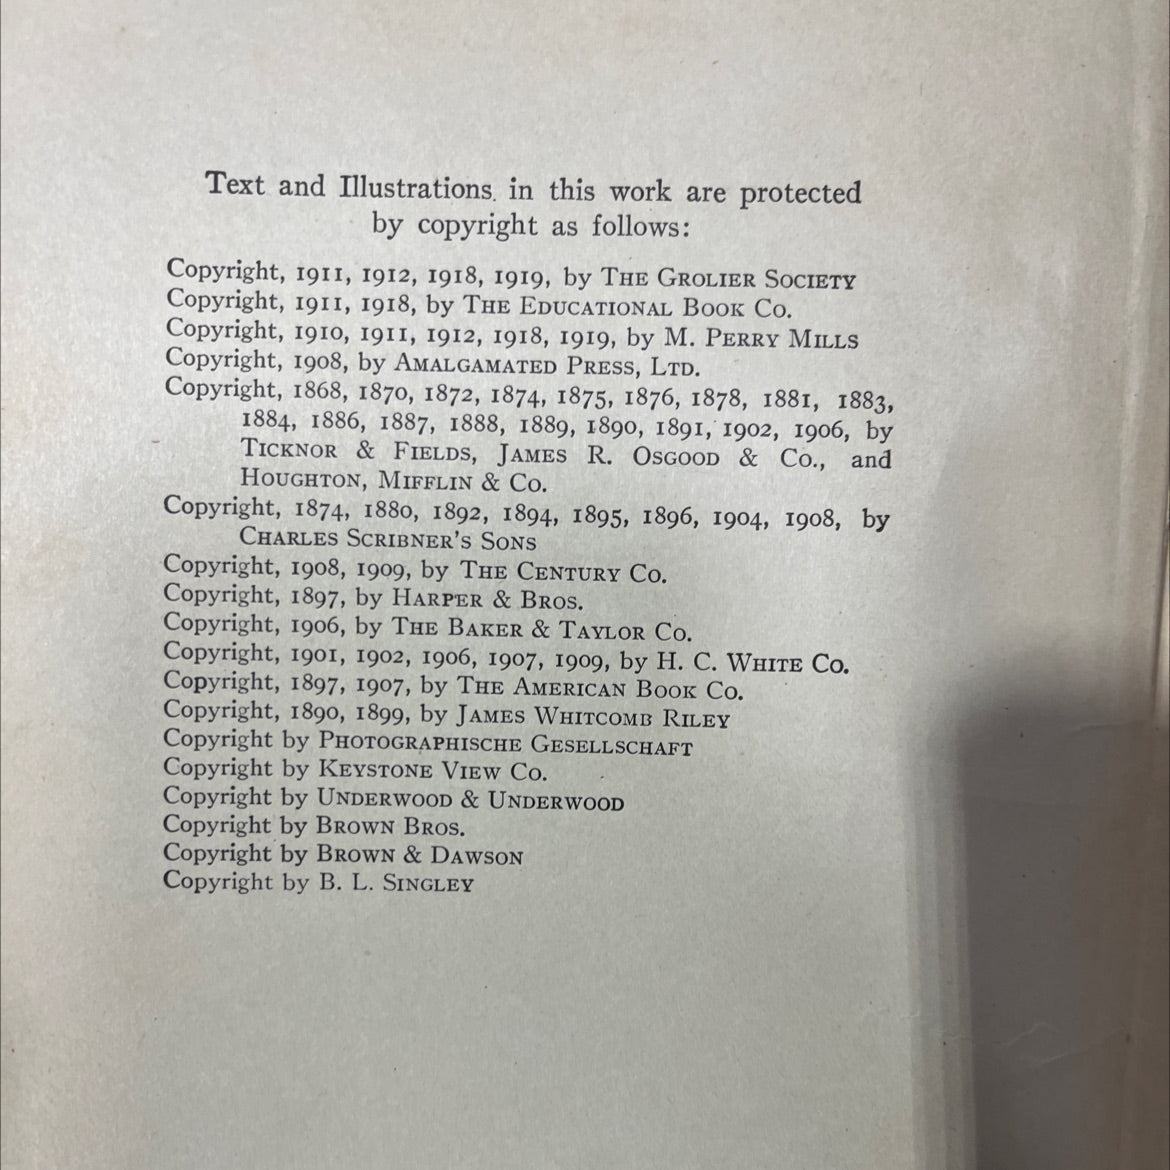 Text and Illustrations in this work are protected
by copyright as follows:
Copyright, 1911, 1912, 1918, 1919, by THE GROLIER SOCIETY
Copyright, 1911, 1918, by THE EDUCATIONAL BOOK CO.
Copyright, 1910, 1911, 1912, 1918, 1919, by M. PERRY MILLS
Copyright, 1908, by AMALGAMATED PRESS, LTD.
Copyright, 1868, 1870, 1872, 1874, 1875, 1876, 1878, 1881, 1883,
1884, 1886, 1887, 1888, 1889, 1890, 1891, 1902, 1906, by
TICKNOR & FIELDS, JAMES R. OSGOOD & CO., and
HOUGHTON, MIFFLIN & CO.
Copyright, 1874, 1880, 1892, 1894, 1895, 1896, 1904, 1908, by
CHARLES SCRIBNER'S SONS
Copyright, 1908, 1909, by THE CENTURY CO.
Copyright, 1897, by HARPER & BROS.
Copyright, 1906, by THE BAKER & TAYLOR CO.
Copyright, 1901, 1902, 1906, 1907, 1909, by H. C. WHITE CO.
Copyright, 1897, 1907, by THE AMERICAN BOOK CO.
Copyright, 1890, 1899, by JAMES WHITCOMB RILEY
Copyright by PHOTOGRAPHISCHE GESELLSCHAFT
Copyright by KEYSTONE VIEW CO.
Copyright by UNDERWOOD & UNDERWOOD
Copyright by BROWN BROS.
Copyright by BROWN & DAWSON
Copyright by B. L. SINGLEY